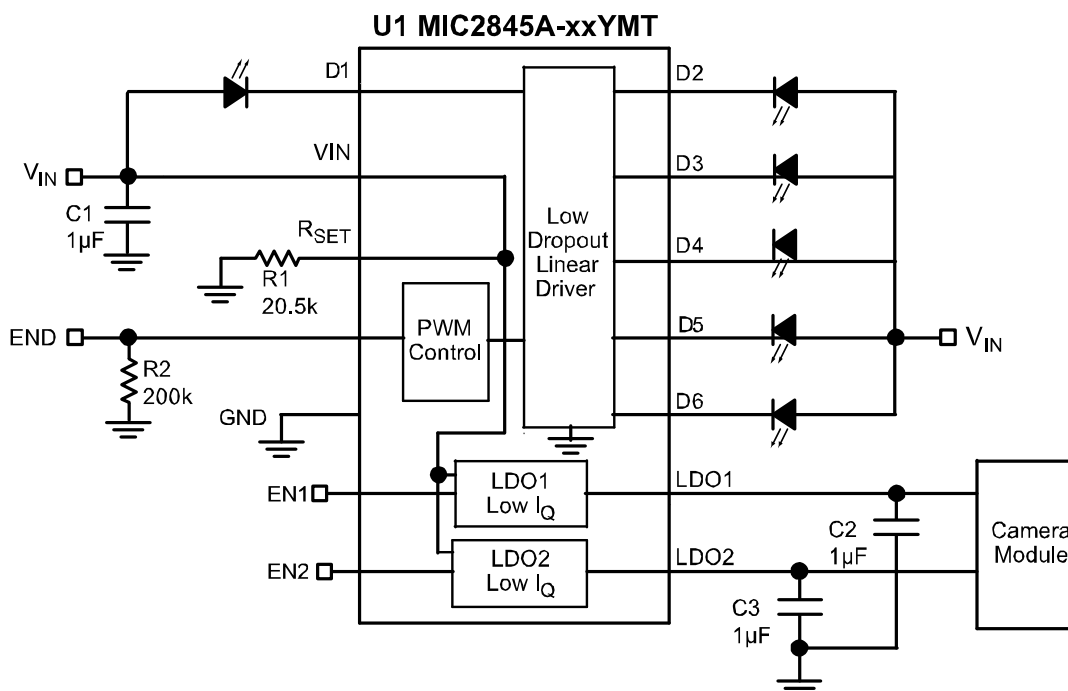 U1 MIC2845A-xxYMT
D1
D2
VIN
VIN
D3
C1
1µF
RSET
R1
20.5k
Low
Dropout
Linear
Driver
D4
END
PWM
Control
D5
VIN
R2
200k
GND
D6
EN1
LDO1
Low IQ
LDO1
C2
1µF
Camera
Module
EN2
LDO2
Low IQ
LDO2
C3
1µF